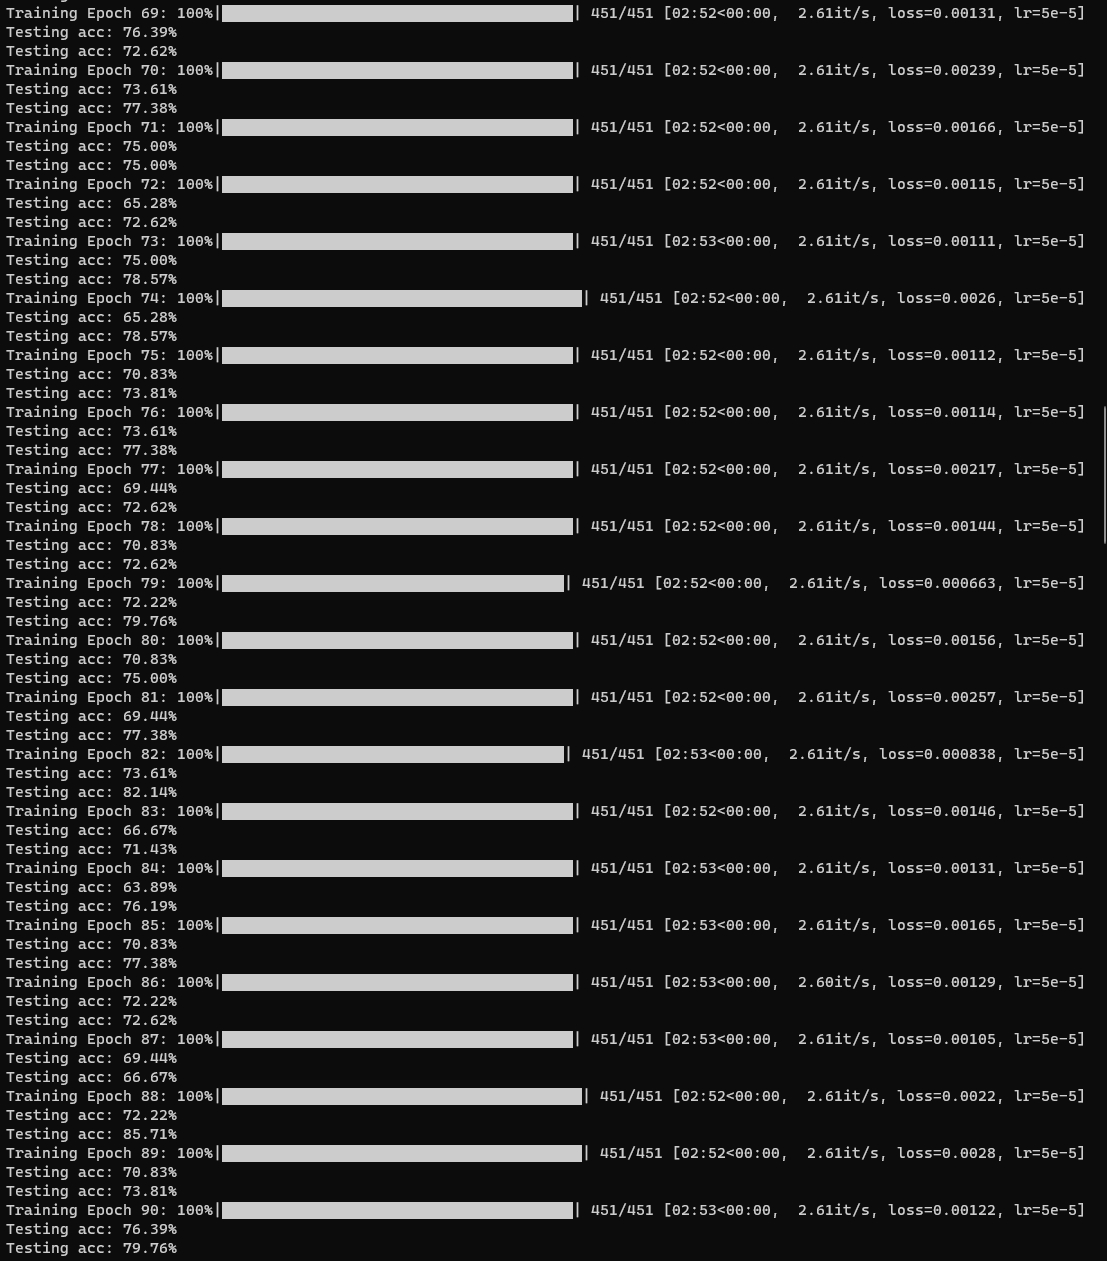 Training Epoch 69: 100%| | 451/451 [02:52<00:00, 2.61it/s, loss=0.00131, lr=5e-5]
Testing acc: 76.39%
Testing acc: 72.62%
Training Epoch 70: 100%| | 451/451 [02:52<00:00, 2.61it/s, loss=0.00239, lr=5e-5]
Testing acc: 73.61%
Testing acc: 77.38%
Training Epoch 71: 100%| | 451/451 [02:52<00:00, 2.61it/s, loss=0.00166, lr=5e-5]
Testing acc: 75.00%
Testing acc: 75.00%
Training Epoch 72: 100%| | 451/451 [02:52<00:00, 2.61it/s, loss=0.00115, lr=5e-5]
Testing acc: 65.28%
Testing acc: 72.62%
Training Epoch 73: 100%| | 451/451 [02:53<00:00, 2.61it/s, loss=0.00111, lr=5e-5]
Testing acc: 75.00%
Testing acc: 78.57%
Training Epoch 74: 100%| | 451/451 [02:52<00:00, 2.61it/s, loss=0.0026, lr=5e-5]
Testing acc: 65.28%
Testing acc: 78.57%
Training Epoch 75: 100%| | 451/451 [02:52<00:00, 2.61it/s, loss=0.00112, lr=5e-5]
Testing acc: 70.83%
Testing acc: 73.81%
Training Epoch 76: 100%| | 451/451 [02:52<00:00, 2.61it/s, loss=0.00114, lr=5e-5]
Testing acc: 73.61%
Testing acc: 77.38%
Training Epoch 77: 100%| | 451/451 [02:52<00:00, 2.61it/s, loss=0.00217, lr=5e-5]
Testing acc: 69.44%
Testing acc: 72.62%
Training Epoch 78: 100%| | 451/451 [02:52<00:00, 2.61it/s, loss=0.00144, lr=5e-5]
Testing acc: 70.83%
Testing acc: 72.62%
Training Epoch 79: 100%| | 451/451 [02:52<00:00, 2.61it/s, loss=0.000663, lr=5e-5]
Testing acc: 72.22%
Testing acc: 79.76%
Training Epoch 80: 100%| | 451/451 [02:52<00:00, 2.61it/s, loss=0.00156, lr=5e-5]
Testing acc: 70.83%
Testing acc: 75.00%
Training Epoch 81: 100%| | 451/451 [02:52<00:00, 2.61it/s, loss=0.00257, lr=5e-5]
Testing acc: 69.44%
Testing acc: 77.38%
Training Epoch 82: 100%| | 451/451 [02:53<00:00, 2.61it/s, loss=0.000838, lr=5e-5]
Testing acc: 73.61%
Testing acc: 82.14%
Training Epoch 83: 100%| | 451/451 [02:52<00:00, 2.61it/s, loss=0.00146, lr=5e-5]
Testing acc: 66.67%
Testing acc: 71.43%
Training Epoch 84: 100%| | 451/451 [02:53<00:00, 2.61it/s, loss=0.00131, lr=5e-5]
Testing acc: 63.89%
Testing acc: 76.19%
Training Epoch 85: 100%| | 451/451 [02:53<00:00, 2.61it/s, loss=0.00165, lr=5e-5]
Testing acc: 70.83%
Testing acc: 77.38%
Training Epoch 86: 100%| | 451/451 [02:53<00:00, 2.60it/s, loss=0.00129, lr=5e-5]
Testing acc: 72.22%
Testing acc: 72.62%
Training Epoch 87: 100%| | 451/451 [02:53<00:00, 2.61it/s, loss=0.00105, lr=5e-5]
Testing acc: 69.44%
Testing acc: 66.67%
Training Epoch 88: 100%| | 451/451 [02:52<00:00, 2.61it/s, loss=0.0022, lr=5e-5]
Testing acc: 72.22%
Testing acc: 85.71%
Training Epoch 89: 100%| | 451/451 [02:52<00:00, 2.61it/s, loss=0.0028, lr=5e-5]
Testing acc: 70.83%
Testing acc: 73.81%
Training Epoch 90: 100%| | 451/451 [02:53<00:00, 2.61it/s, loss=0.00122, lr=5e-5]
Testing acc: 76.39%
Testing acc: 79.76%